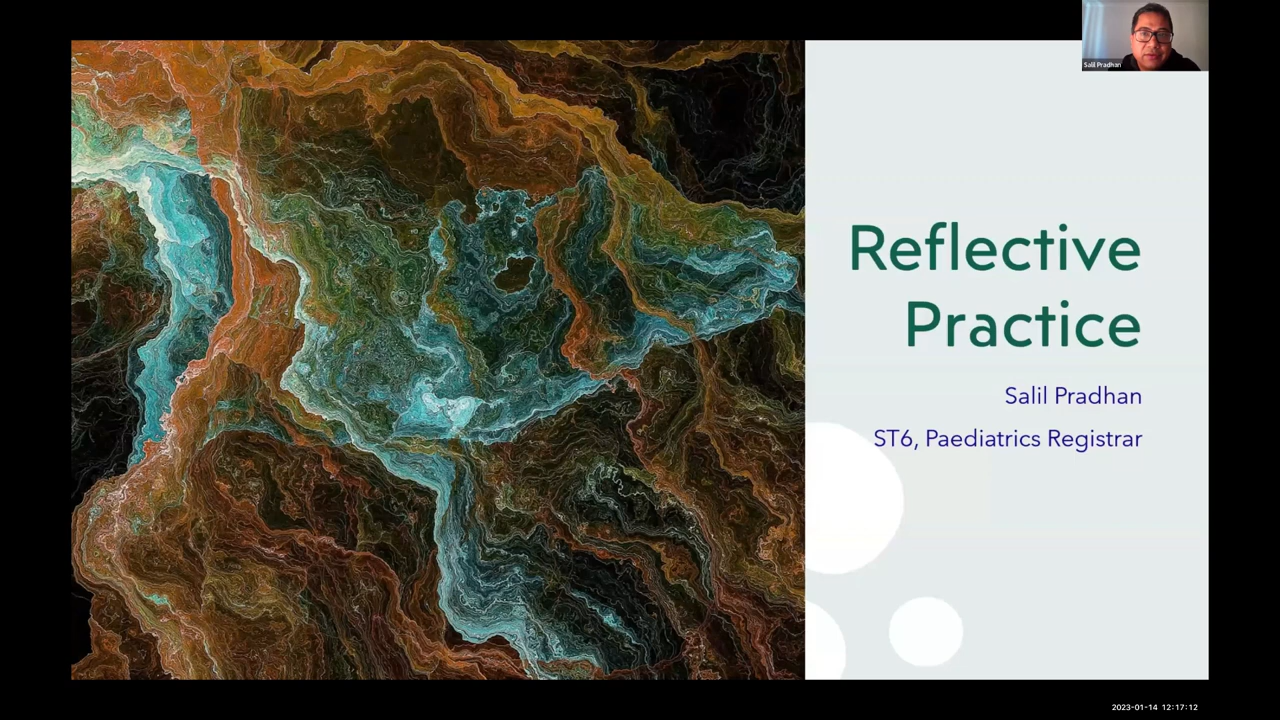 Salil Pradhan
Reflective
Practice
Salil Pradhan
ST6, Paediatrics Registrar
2023-01-14 12:17:12